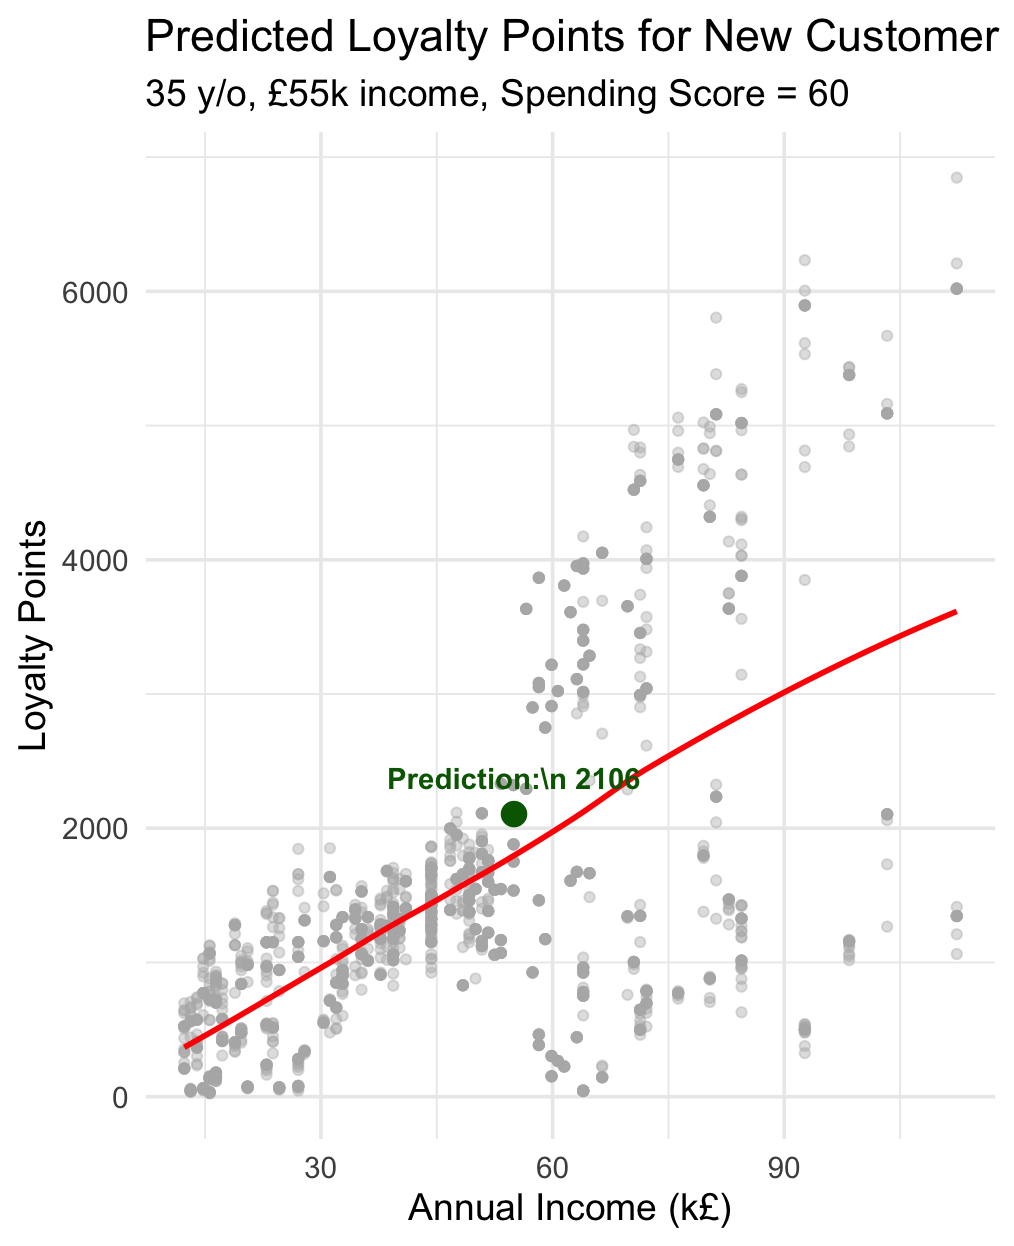 Predicted Loyalty Points for New Customer
35 y/o, £55k income, Spending Score = 60
6000
4000
2000
0
Loyalty Points
Prediction:\n 2106
30
60
90
Annual Income (k£)